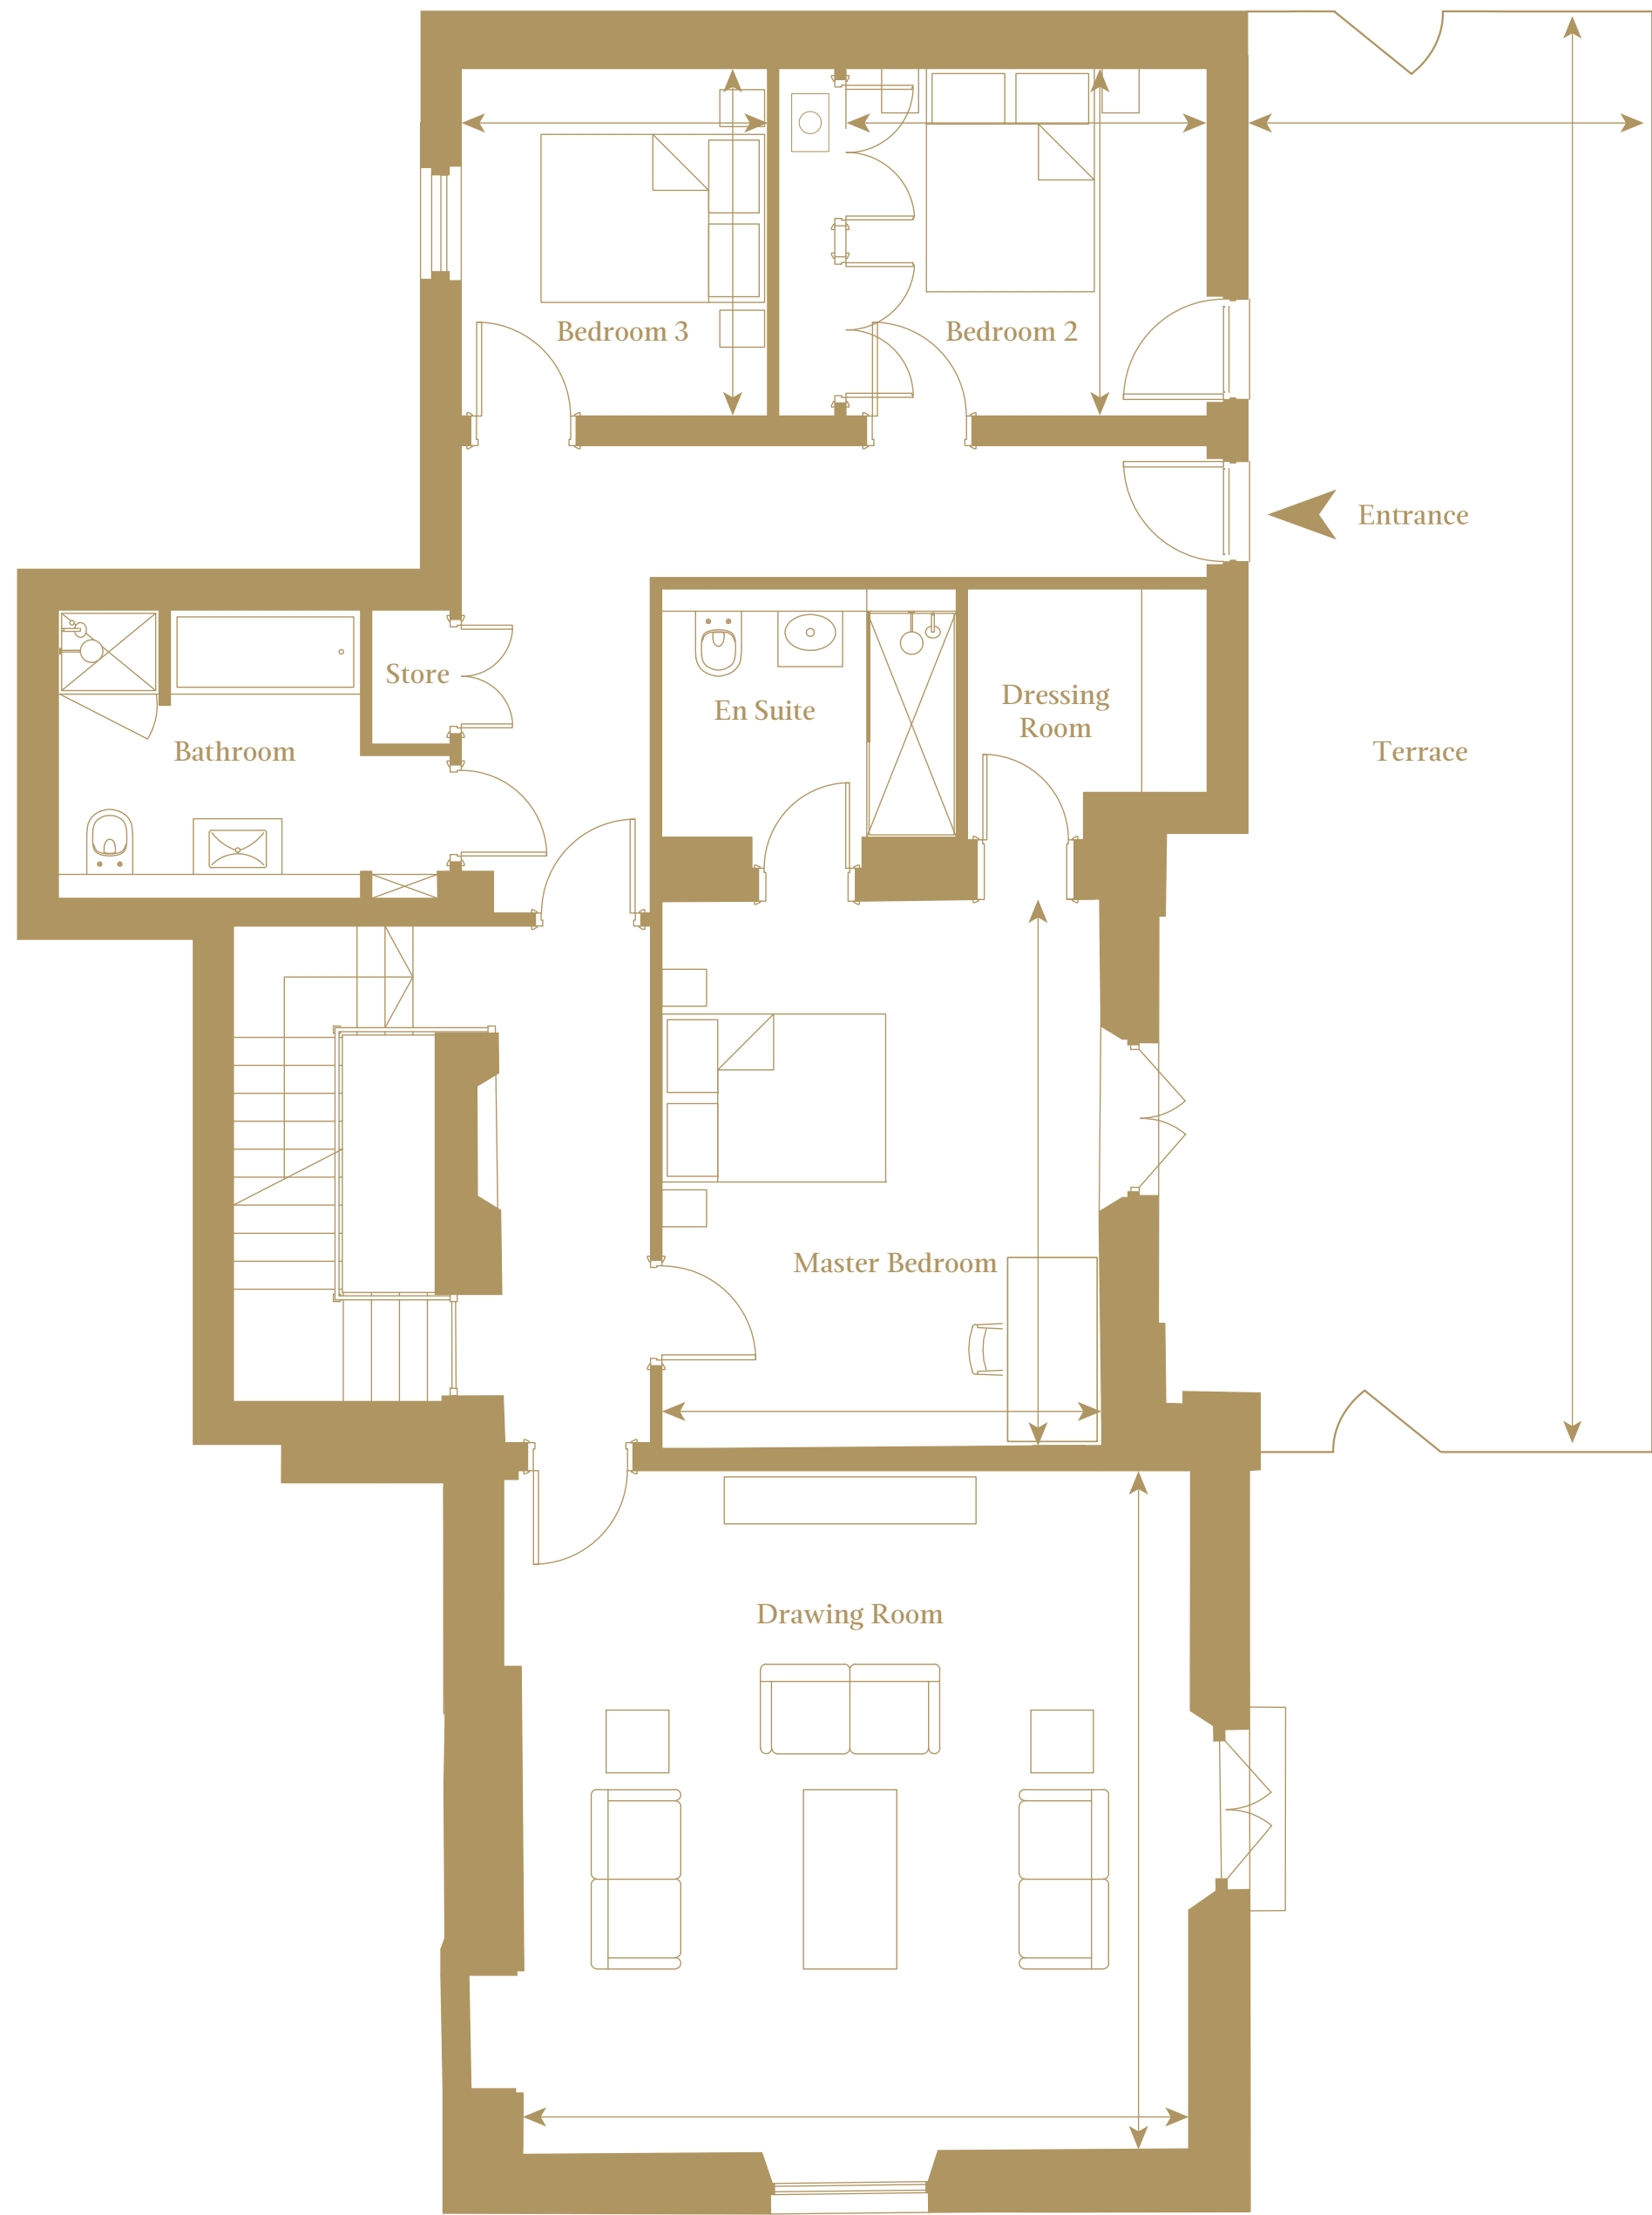 Bedroom 3
Bedroom 2
Entrance
Store
En Suite
Dressing
Room
Bathroom
Terrace
Master Bedroom
Drawing Room